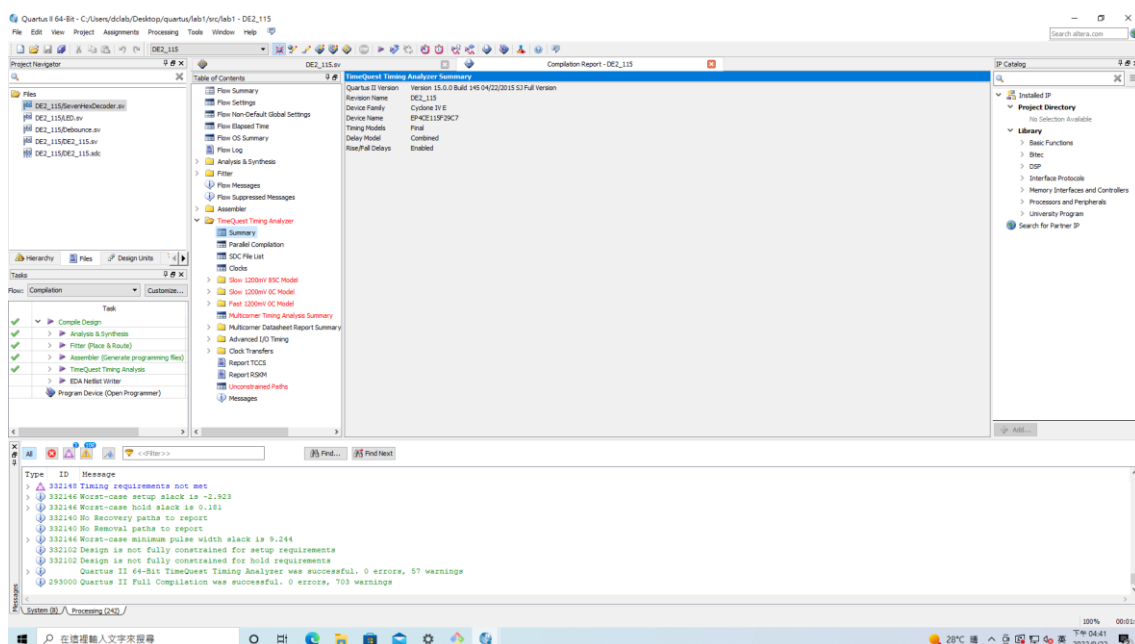 Quartus II 64-Bit - C:/Users/dclab/Desktop/quartus/lab1/src/lab1 - DE2_115
File Edit View Project Assignments Processing Tools Window Help
Search altera.com
DE2_115
Project Navigator
DE2_115.sv
Compilation Report - DE2_115
IP Catalog
Files
DE2_115/SevenHexDecoder.sv
DE2_115/LED.sv
DE2_115/Debounce.sv
DE2_115/DE2_115.sv
DE2_115/DE2_115.sdc
Hierarchy Files Design Units
Tasks
Flow: Compilation Customize...
Task
Compile Design
Analysis & Synthesis
Fitter (Place & Route)
Assembler (Generate programming files)
TimeQuest Timing Analysis
EDA Netlist Writer
Program Device (Open Programmer)
Table of Contents
Flow Summary
Flow Settings
Flow Non-Default Global Settings
Flow Elapsed Time
Flow OS Summary
Flow Log
Analysis & Synthesis
Fitter
Flow Messages
Flow Suppressed Messages
Assembler
TimeQuest Timing Analyzer
Summary
Parallel Compilation
SDC File List
Clocks
Slow 1200mV 85C Model
Slow 1200mV 0C Model
Fast 1200mV 0C Model
Multicorner Timing Analysis Summary
Multicorner Datasheet Report Summary
Advanced I/O Timing
Clock Transfers
Report TCCS
Report RSKM
Unconstrained Paths
Messages
TimeQuest Timing Analyzer Summary
Quartus II Version Version 15.0.0 Build 145 04/22/2015 SJ Full Version
Revision Name DE2_115
Device Family Cyclone IV E
Device Name EP4CE115F29C7
Timing Models Final
Delay Model Combined
Rise/Fall Delays Enabled
Installed IP
Project Directory
No Selection Available
Library
Basic Functions
Bitec
DSP
Interface Protocols
Memory Interfaces and Controllers
Processors and Peripherals
University Program
Search for Partner IP
Add...
All <<Filter>> Find... Find Next
Type ID Message
332148 Timing requirements not met
332146 Worst-case setup slack is -2.923
332146 Worst-case hold slack is 0.181
332140 No Recovery paths to report
332140 No Removal paths to report
332146 Worst-case minimum pulse width slack is 9.244
332102 Design is not fully constrained for setup requirements
332102 Design is not fully constrained for hold requirements
Quartus II 64-Bit TimeQuest Timing Analyzer was successful. 0 errors, 57 warnings
293000 Quartus II Full Compilation was successful. 0 errors, 703 warnings
Messages
System (8) Processing (242)
100%
在這裡輸入文字來搜尋
28°C
英
下午 04:41